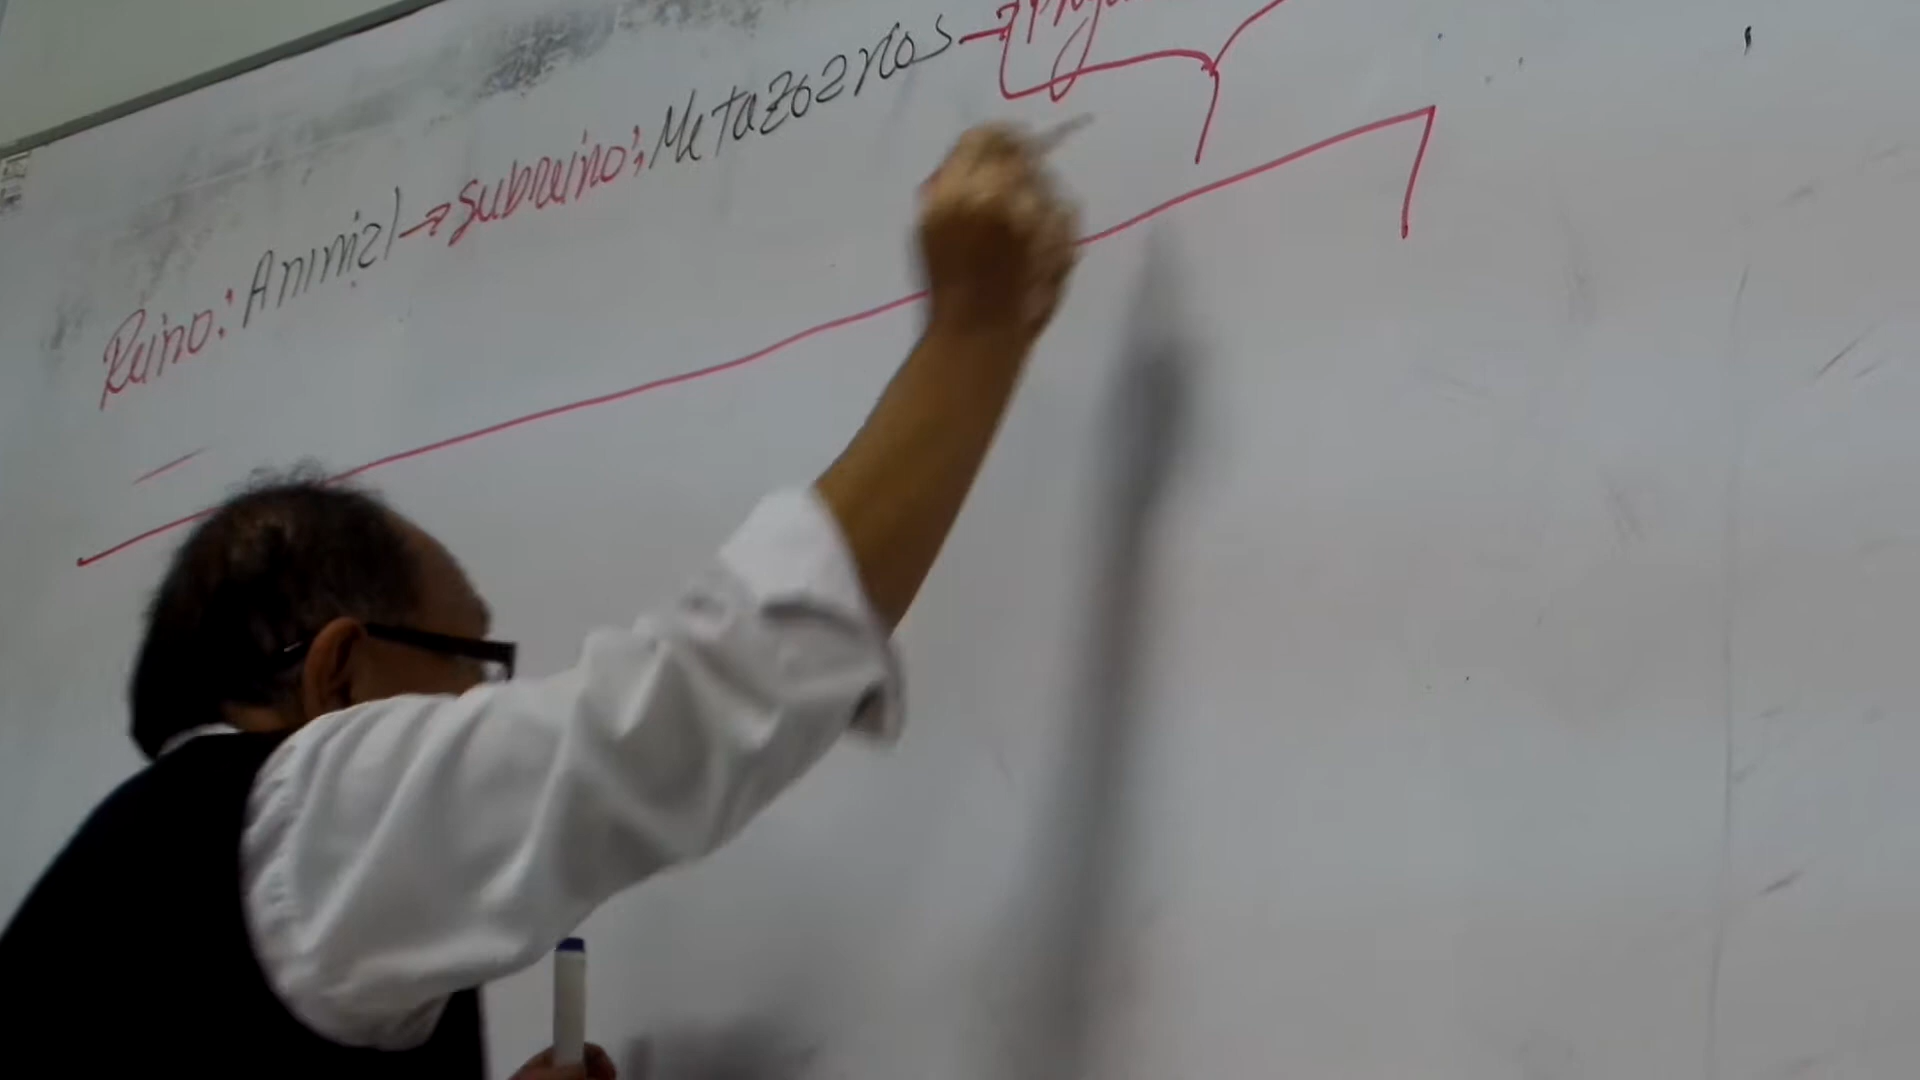 Reino: Animal → subreino: Metazoarios →